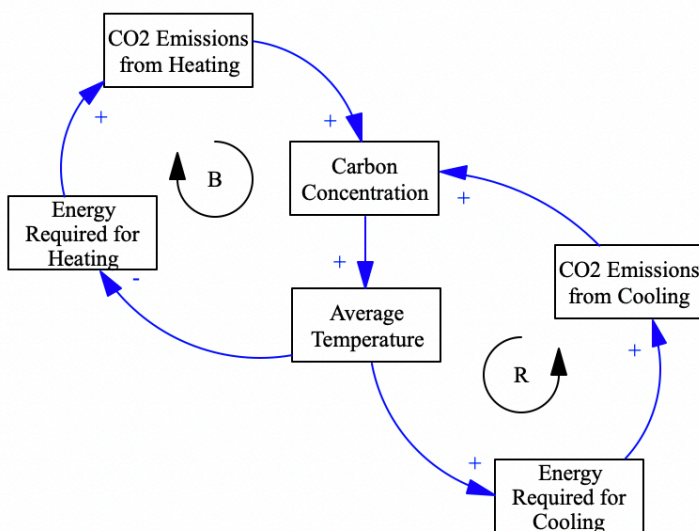 CO2 Emissions
from Heating
+
+
B
Carbon
Concentration
+
Energy
Required for
Heating
-
+
CO2 Emissions
from Cooling
Average
Temperature
R
+
+
Energy
Required for
Cooling